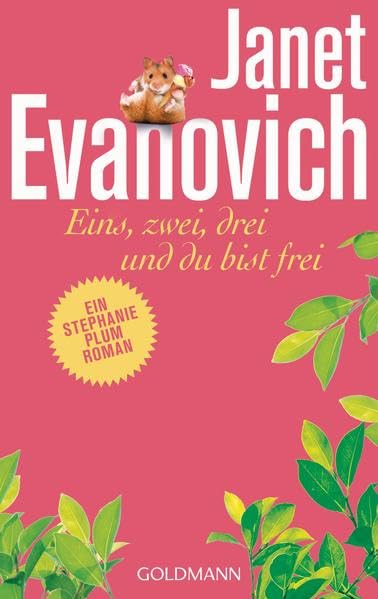 Janet
Evanovich
Eins, zwei, drei
und du bist frei
EIN
STEPHANIE
PLUM
ROMAN
GOLDMANN